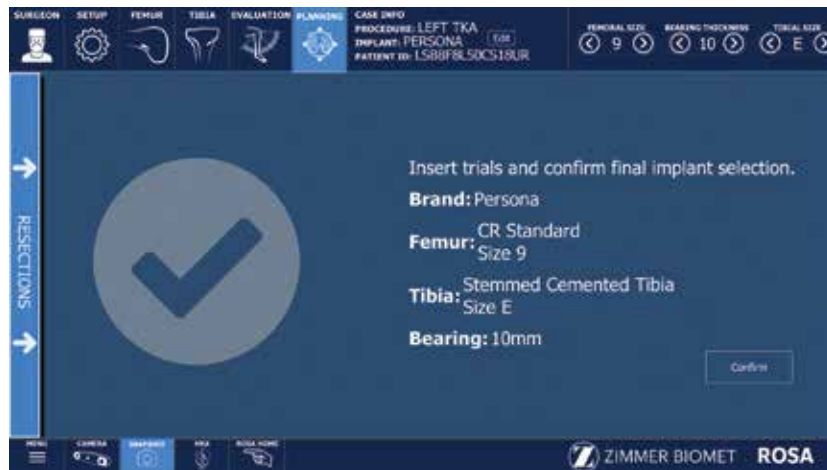 SURGEON
SETUP
FEMUR
TIBIA
EVALUATION
PLANNING
CASE INFO
PROCEDURE: LEFT TKA
IMPLANT: PERSONA
Edit
PATIENT ID:
FEMORAL SIZE
9
BEARING THICKNESS
10
TIBIAL SIZE
E
RESECTIONS
Insert trials and confirm final implant selection.
Brand: Persona
Femur: CR Standard
Size 9
Tibia: Stemmed Cemented Tibia
Size E
Bearing: 10mm
Confirm
MENU
CAMERA
SNAPSHOT
ROSA HOME
ZIMMER BIOMET
ROSA